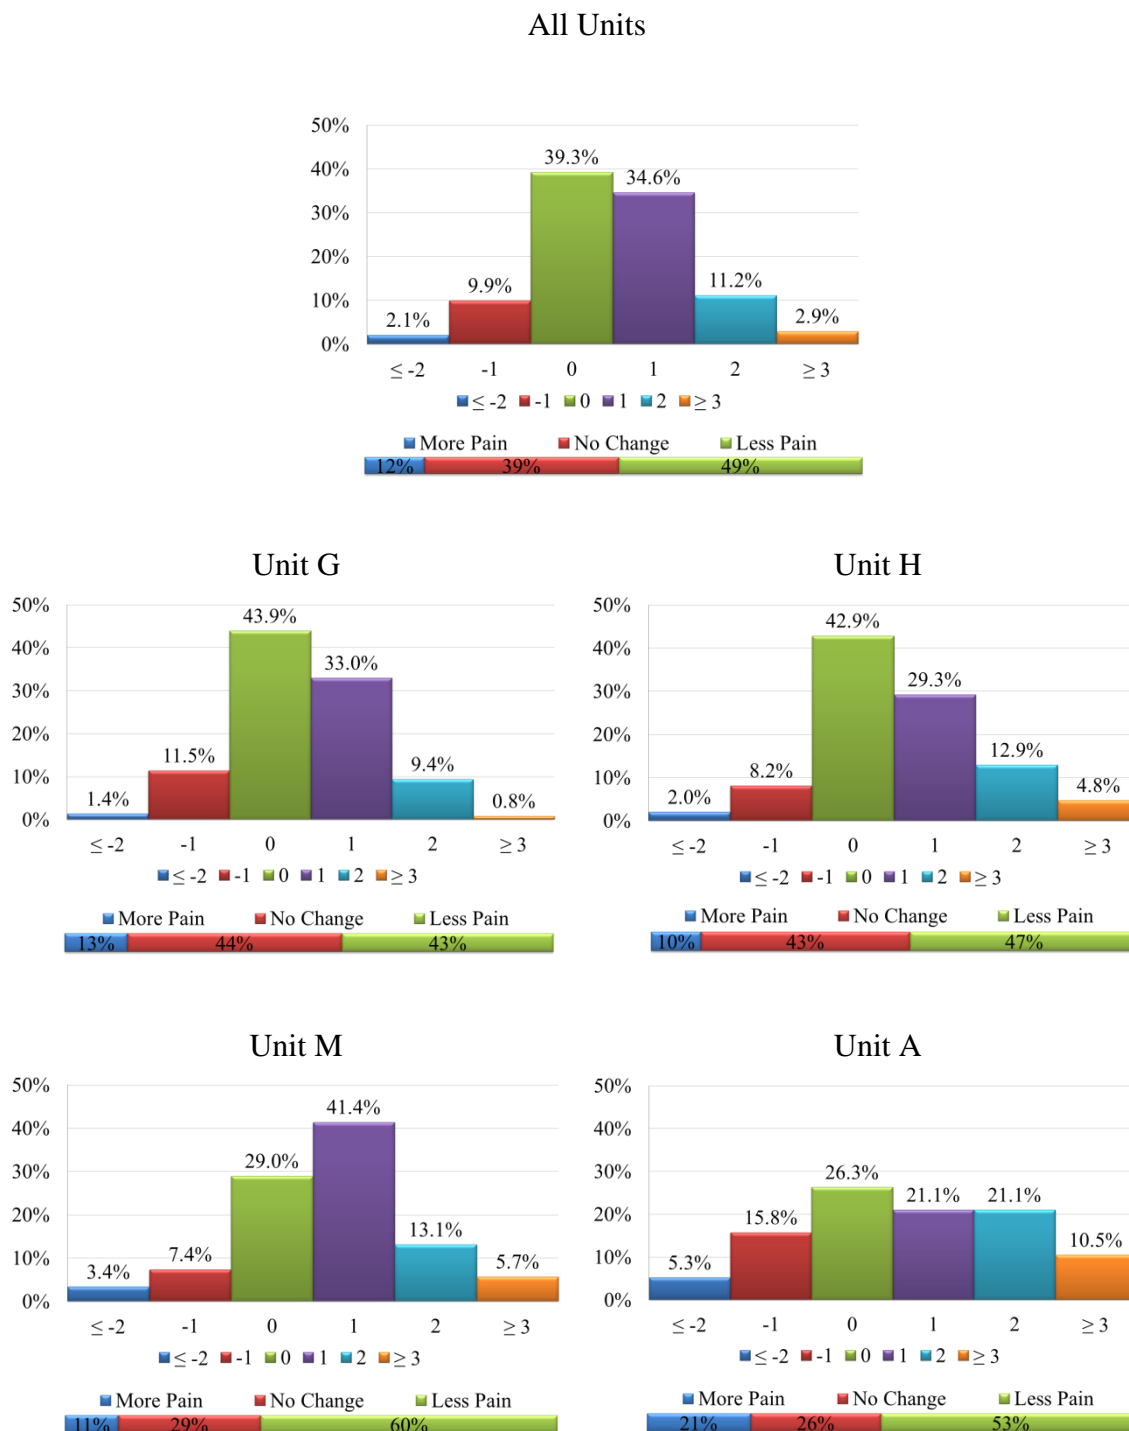 All Units
50%
40%
30%
20%
10%
0%
2.1%
9.9%
39.3%
34.6%
11.2%
2.9%
≤ -2 -1 0 1 2 ≥ 3
≤ -2 -1 0 1 2 ≥ 3
More Pain No Change Less Pain
12% 39% 49%
Unit G
50%
40%
30%
20%
10%
0%
1.4%
11.5%
43.9%
33.0%
9.4%
0.8%
≤ -2 -1 0 1 2 ≥ 3
≤ -2 -1 0 1 2 ≥ 3
More Pain No Change Less Pain
13% 44% 43%
Unit H
50%
40%
30%
20%
10%
0%
2.0%
8.2%
42.9%
29.3%
12.9%
4.8%
≤ -2 -1 0 1 2 ≥ 3
≤ -2 -1 0 1 2 ≥ 3
More Pain No Change Less Pain
10% 43% 47%
Unit M
50%
40%
30%
20%
10%
0%
3.4%
7.4%
29.0%
41.4%
13.1%
5.7%
≤ -2 -1 0 1 2 ≥ 3
≤ -2 -1 0 1 2 ≥ 3
More Pain No Change Less Pain
11% 29% 60%
Unit A
50%
40%
30%
20%
10%
0%
5.3%
15.8%
26.3%
21.1%
21.1%
10.5%
≤ -2 -1 0 1 2 ≥ 3
≤ -2 -1 0 1 2 ≥ 3
More Pain No Change Less Pain
21% 26% 53%